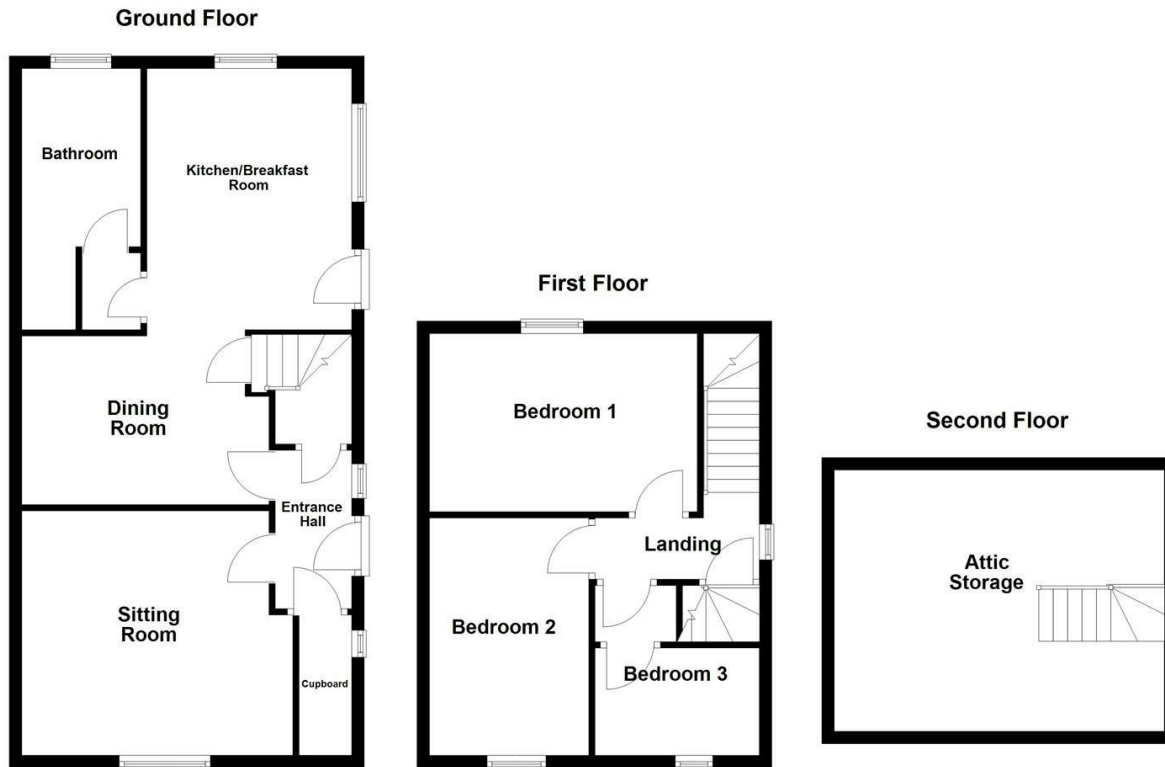 Ground Floor
Bathroom
Kitchen/Breakfast
Room
Dining
Room
Entrance
Hall
Sitting
Room
Cupboard
First Floor
Bedroom 1
Landing
Bedroom 2
Bedroom 3
Second Floor
Attic
Storage